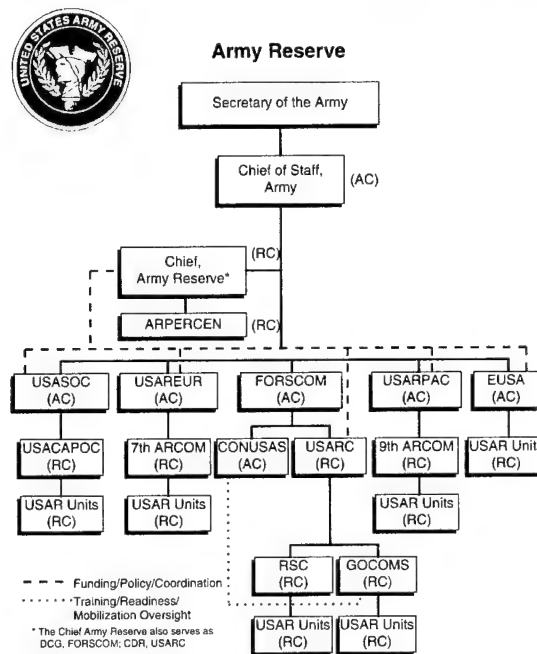 UNITED STATES ARMY RESERVE
Army Reserve
Secretary of the Army
Chief of Staff,
Army
(AC)
Chief,
Army Reserve*
(RC)
ARPERCEN
(RC)
USASOC
(AC)
USAREUR
(AC)
FORSCOM
(AC)
USARPAC
(AC)
EUSA
(AC)
USACAPOC
(RC)
7th ARCOM
(RC)
CONUSAS
(AC)
USARC
(RC)
9th ARCOM
(RC)
USAR Units
(RC)
USAR Units
(RC)
USAR Units
(RC)
USAR Units
(RC)
RSC
(RC)
GOCOMS
(RC)
USAR Units
(RC)
USAR Units
(RC)
Funding/Policy/Coordination
Training/Readiness/
Mobilization Oversight
* The Chief Army Reserve also serves as
DCG, FORSCOM; CDR, USARC